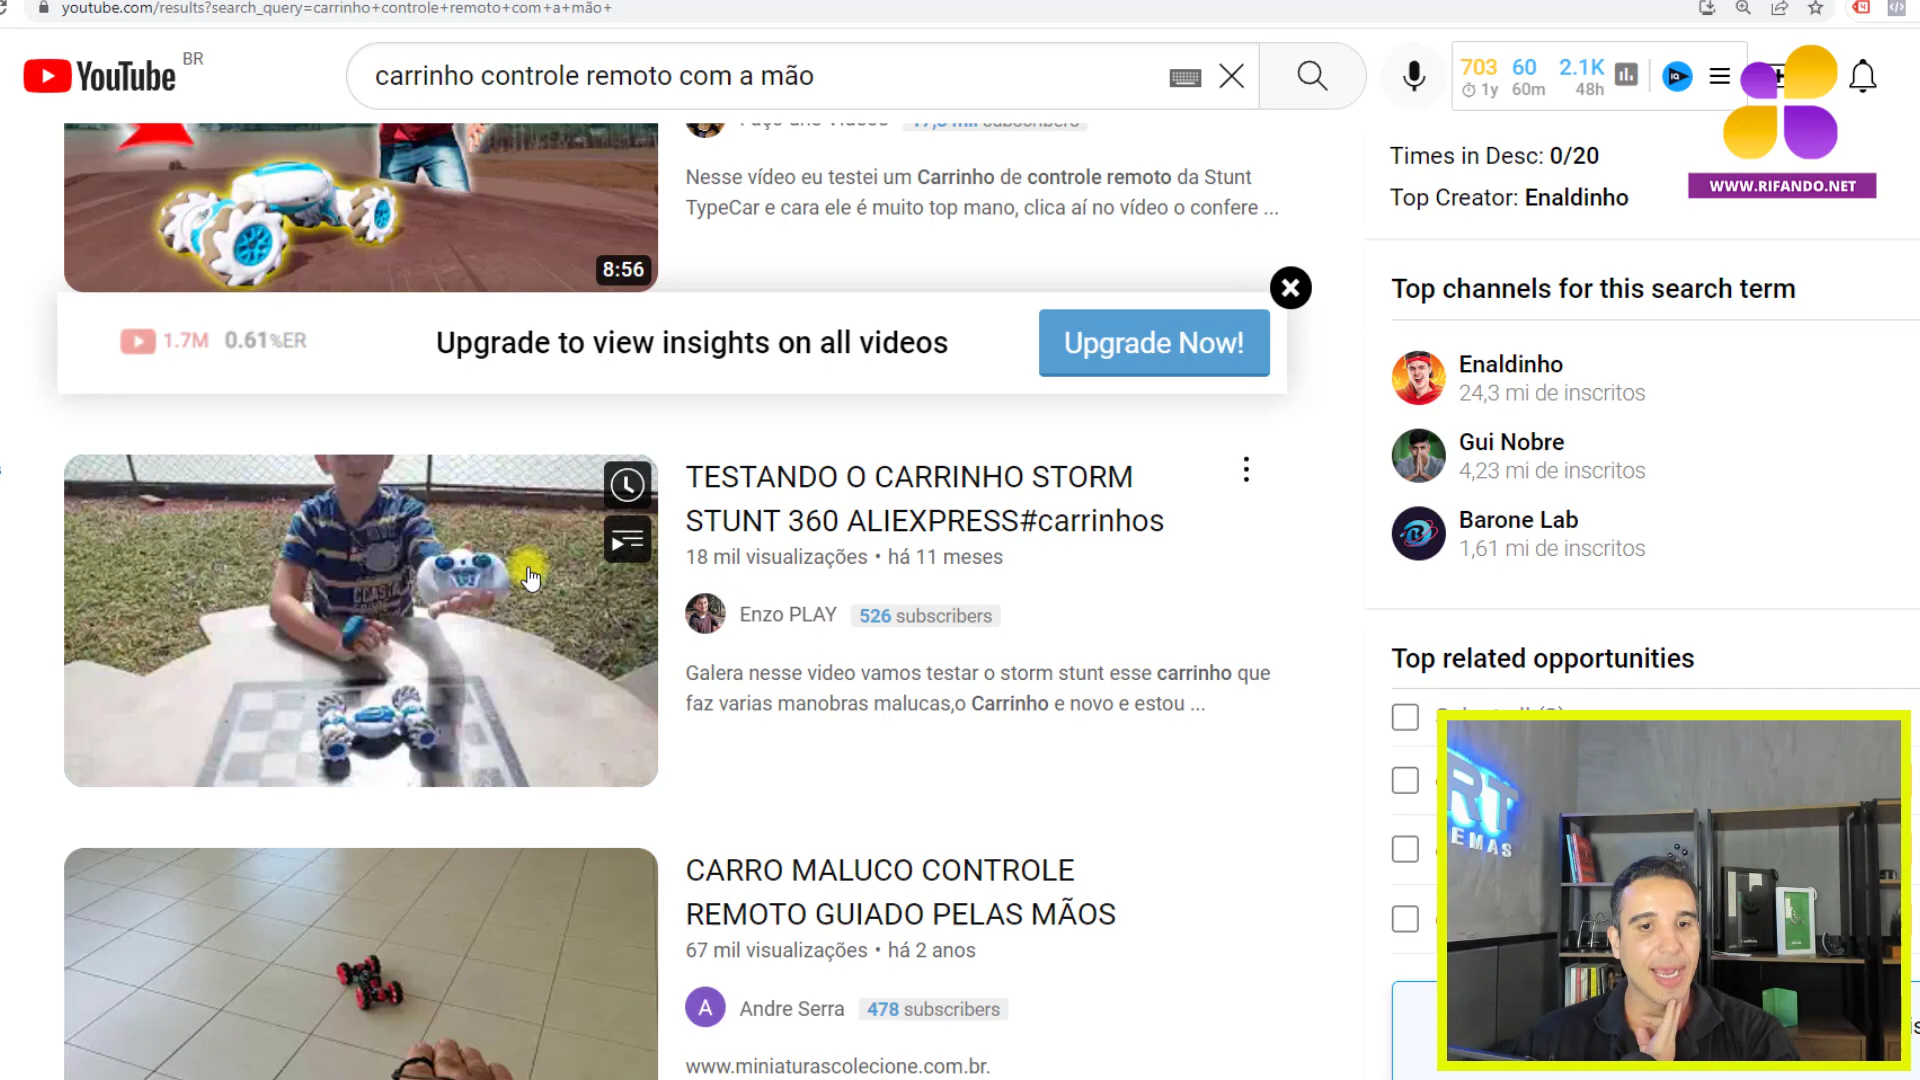 youtube.com/results?search_query=carrinho+controle+remoto+com+a+mão+
YouTube BR
carrinho controle remoto com a mão
703 60 2.1K
1y 60m 48h
WWW.RIFANDO.NET
subscribers
Nesse vídeo eu testei um Carrinho de controle remoto da Stunt
TypeCar e cara ele é muito top mano, clica aí no vídeo o confere ...
8:56
1.7M 0.61%ER
Upgrade to view insights on all videos
Upgrade Now!
TESTANDO O CARRINHO STORM
STUNT 360 ALIEXPRESS#carrinhos
18 mil visualizações • há 11 meses
Enzo PLAY 526 subscribers
Galera nesse video vamos testar o storm stunt esse carrinho que
faz varias manobras malucas,o Carrinho e novo e estou ...
CARRO MALUCO CONTROLE
REMOTO GUIADO PELAS MÃOS
67 mil visualizações • há 2 anos
A Andre Serra 478 subscribers
www.miniaturascolecione.com.br.
Times in Desc: 0/20
Top Creator: Enaldinho
Top channels for this search term
Enaldinho
24,3 mi de inscritos
Gui Nobre
4,23 mi de inscritos
Barone Lab
1,61 mi de inscritos
Top related opportunities
RT
EMAS